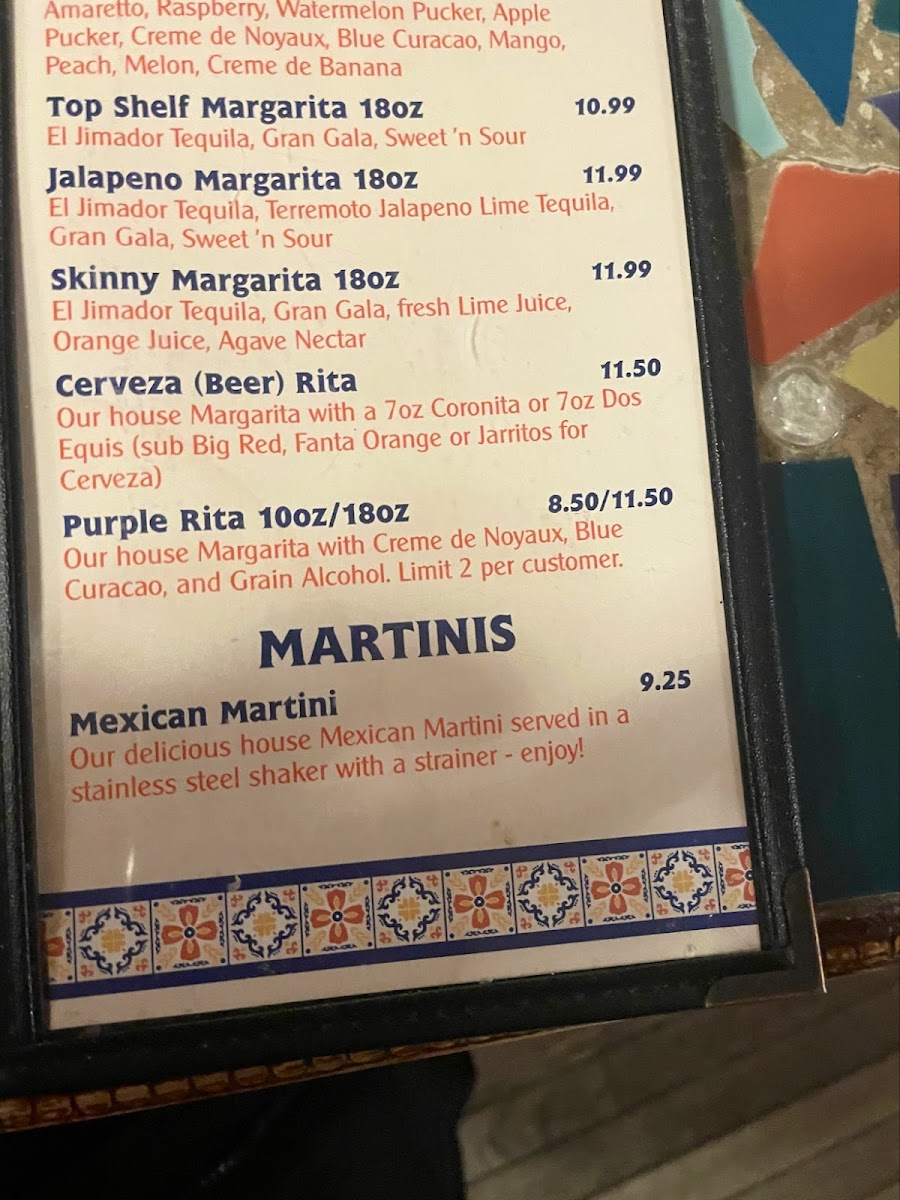 Amaretto, Raspberry, Watermelon Pucker, Apple
Pucker, Creme de Noyaux, Blue Curacao, Mango,
Peach, Melon, Creme de Banana
Top Shelf Margarita 18oz 10.99
El Jimador Tequila, Gran Gala, Sweet 'n Sour
Jalapeno Margarita 18oz 11.99
El Jimador Tequila, Terremoto Jalapeno Lime Tequila,
Gran Gala, Sweet 'n Sour
Skinny Margarita 18oz 11.99
El Jimador Tequila, Gran Gala, fresh Lime Juice,
Orange Juice, Agave Nectar
Cerveza (Beer) Rita 11.50
Our house Margarita with a 7oz Coronita or 7oz Dos
Equis (sub Big Red, Fanta Orange or Jarritos for
Cerveza)
Purple Rita 10oz/18oz 8.50/11.50
Our house Margarita with Creme de Noyaux, Blue
Curacao, and Grain Alcohol. Limit 2 per customer.
MARTINIS
Mexican Martini 9.25
Our delicious house Mexican Martini served in a
stainless steel shaker with a strainer - enjoy!